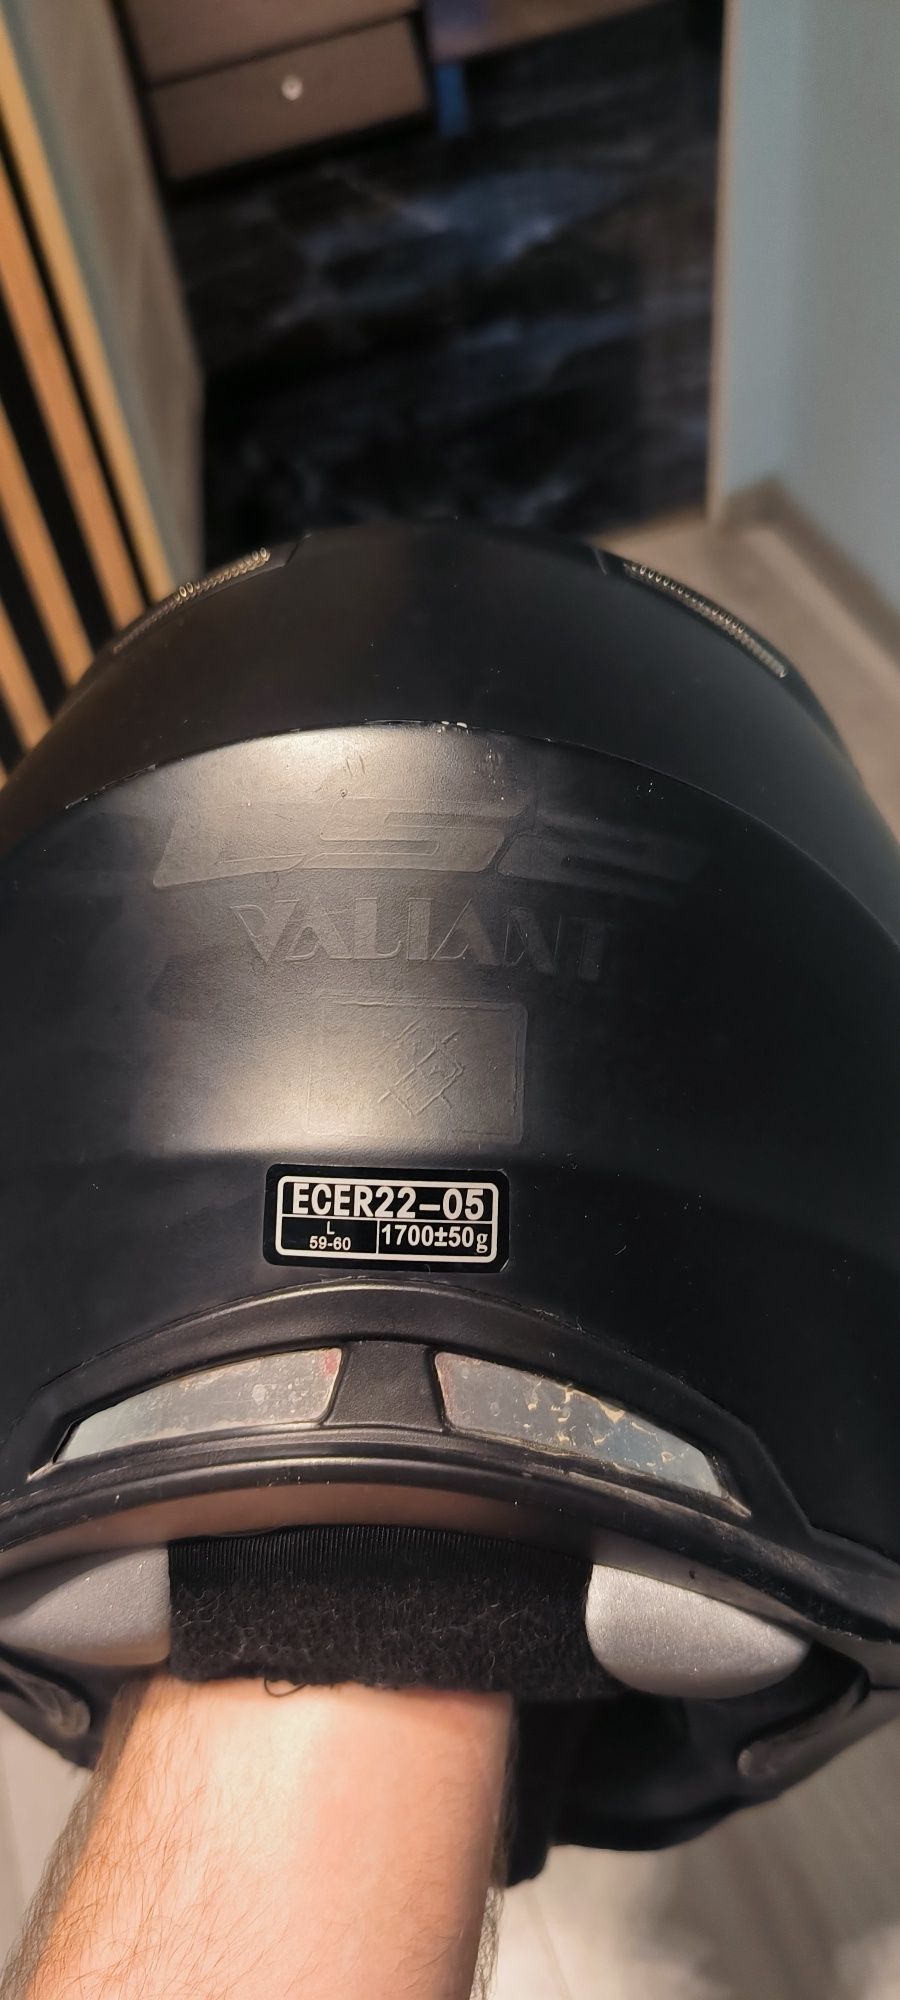 LS2
VALIANT
ECER22-05
L
59-60
1700±50g